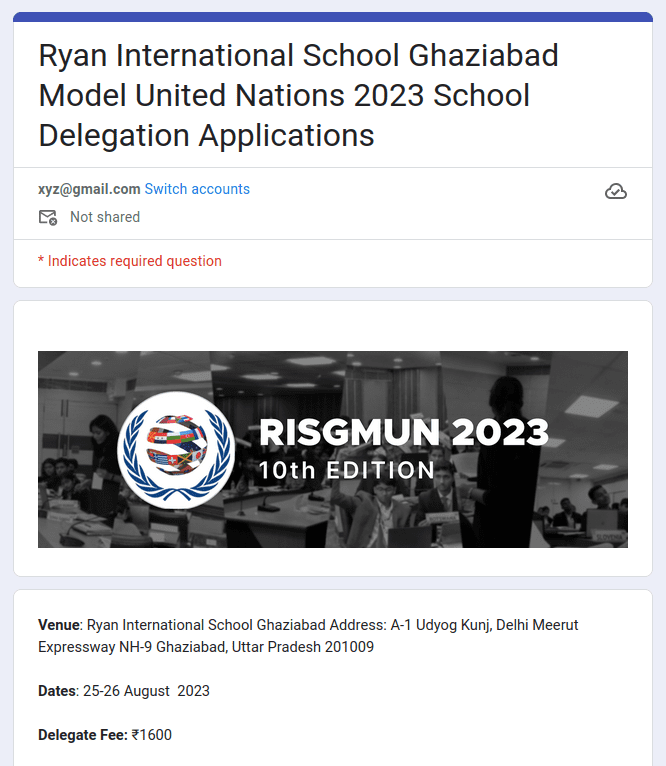 Ryan International School Ghaziabad
Model United Nations 2023 School
Delegation Applications
xyz@gmail.com Switch accounts
Not shared
* Indicates required question
RISGMUN 2023
10th EDITION
Venue: Ryan International School Ghaziabad Address: A-1 Udyog Kunj, Delhi Meerut
Expressway NH-9 Ghaziabad, Uttar Pradesh 201009
Dates: 25-26 August  2023
Delegate Fee: ₹1600